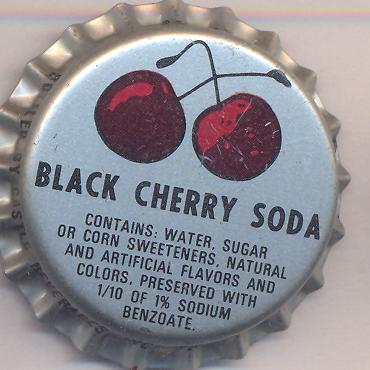 BLACK CHERRY SODA
CONTAINS: WATER, SUGAR
OR CORN SWEETENERS, NATURAL
AND ARTIFICIAL FLAVORS AND
COLORS, PRESERVED WITH
1/10 OF 1% SODIUM
BENZOATE.